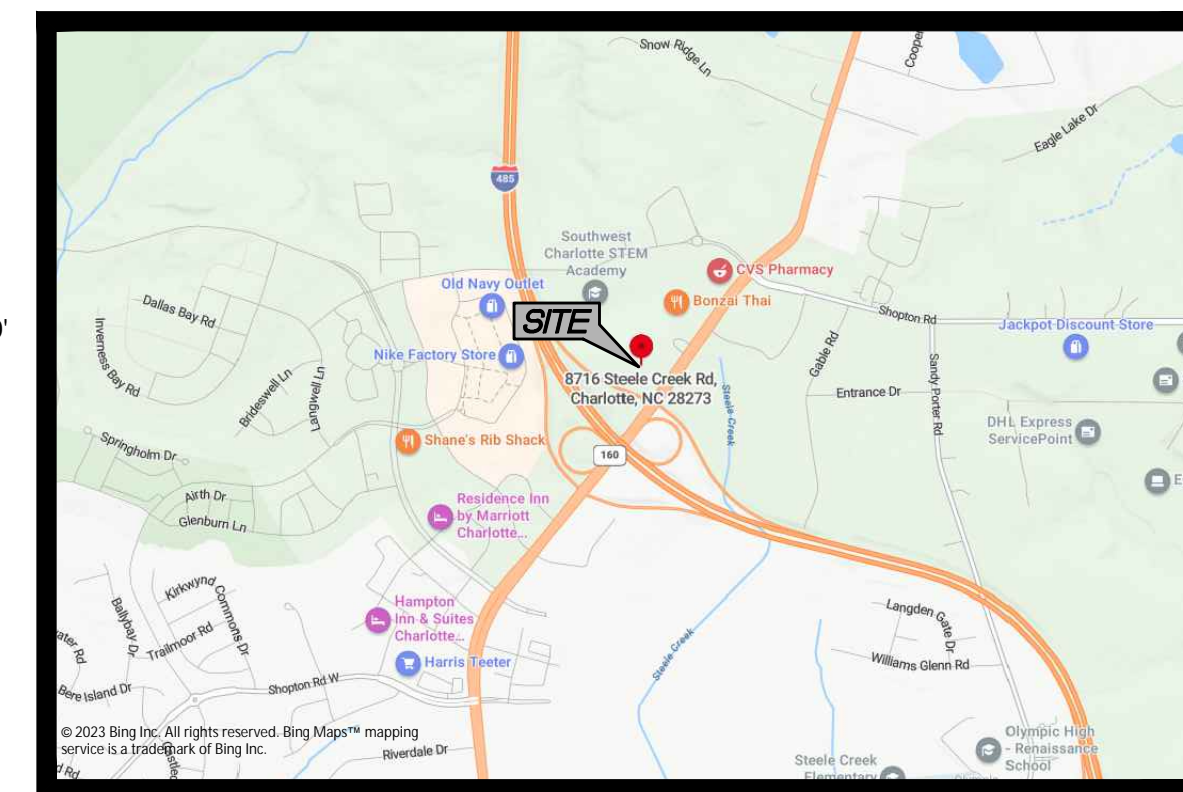 Snow Ridge Ln
Cooper
Eagle Lake Dr
485
Southwest
Charlotte STEM
Academy
CVS Pharmacy
Old Navy Outlet
Bonzai Thai
Dallas Bay Rd
Shopton Rd
Jackpot Discount Store
SITE
Inverness Bay Rd
Nike Factory Store
Gable Rd
8716 Steele Creek Rd,
Charlotte, NC 28273
Brideswell Ln
Langwell Ln
Steele Creek
Entrance Dr
Sandy Porter Rd
DHL Express
ServicePoint
Shane's Rib Shack
Springholm Dr
160
E
Airth Dr
Glenburn Ln
Residence Inn
by Marriott
Charlotte...
Kirkwynd
Commons Dr
Ballybay Dr
Trailmoor Rd
Hampton
Inn & Suites
Charlotte...
Langden Gate Dr
Williams Glenn Rd
Steele Creek
ater Rd
Harris Teeter
Bere Island Dr
Shopton Rd W
© 2023 Bing Inc. All rights reserved. Bing Maps™ mapping
service is a trademark of Bing Inc.
Riverdale Dr
d Rd
Olympic High
- Renaissance
School
Steele Creek
Elementary